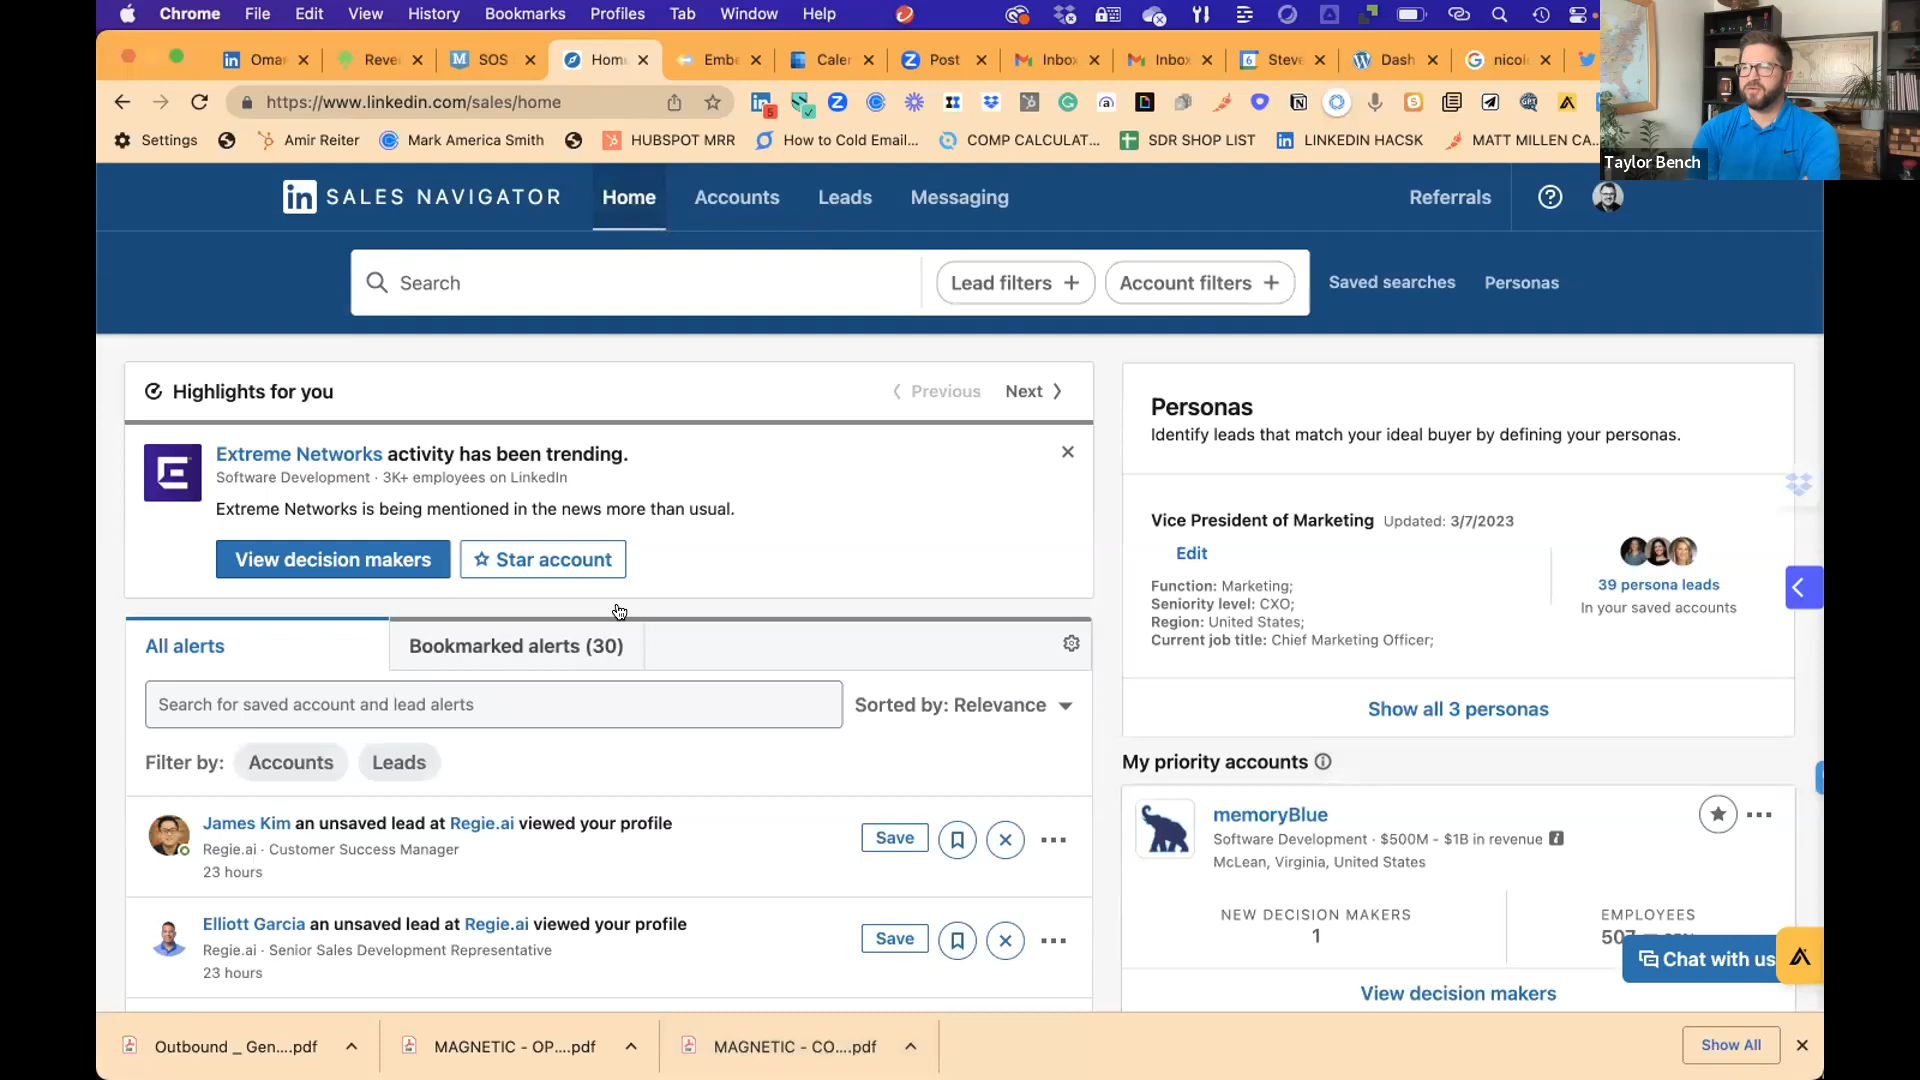 Chrome File Edit View History Bookmarks Profiles Tab Window Help
Oma Reve SOS Hom Emb Caler Post Inbo Inbo Steve Dash nicol
https://www.linkedin.com/sales/home
Settings Amir Reiter Mark America Smith HUBSPOT MRR How to Cold Email... COMP CALCULAT... SDR SHOP LIST LINKEDIN HACSK MATT MILLEN CA...
Taylor Bench
in SALES NAVIGATOR Home Accounts Leads Messaging Referrals
Search Lead filters + Account filters + Saved searches Personas
Highlights for you Previous Next
Extreme Networks activity has been trending.
Software Development · 3K+ employees on LinkedIn
Extreme Networks is being mentioned in the news more than usual.
View decision makers Star account
All alerts Bookmarked alerts (30)
Search for saved account and lead alerts Sorted by: Relevance
Filter by: Accounts Leads
James Kim an unsaved lead at Regie.ai viewed your profile
Regie.ai · Customer Success Manager
23 hours
Save
Elliott Garcia an unsaved lead at Regie.ai viewed your profile
Regie.ai · Senior Sales Development Representative
23 hours
Save
Personas
Identify leads that match your ideal buyer by defining your personas.
Vice President of Marketing Updated: 3/7/2023
Edit
Function: Marketing;
Seniority level: CXO;
Region: United States;
Current job title: Chief Marketing Officer;
39 persona leads
In your saved accounts
Show all 3 personas
My priority accounts
memoryBlue
Software Development · $500M - $1B in revenue
McLean, Virginia, United States
NEW DECISION MAKERS
1
EMPLOYEES
507
Chat with us
View decision makers
Outbound _ Gen....pdf MAGNETIC - OP....pdf MAGNETIC - CO....pdf Show All